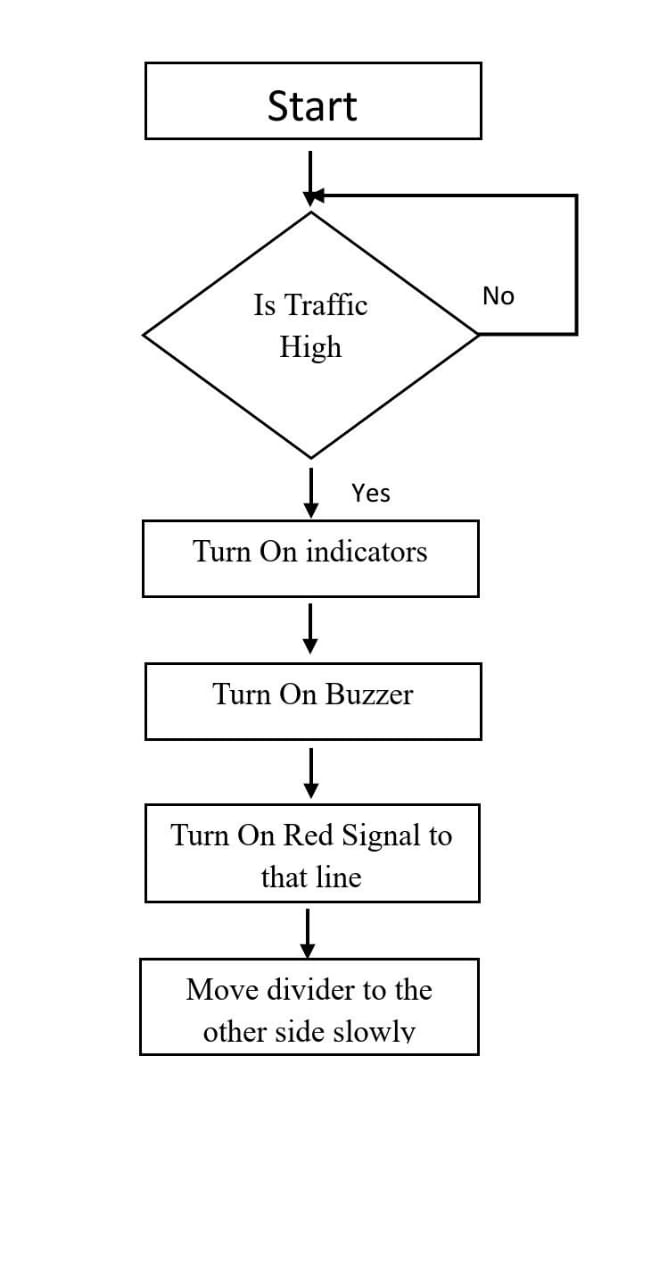 Start
Is Traffic
High
No
Yes
Turn On indicators
Turn On Buzzer
Turn On Red Signal to
that line
Move divider to the
other side slowly